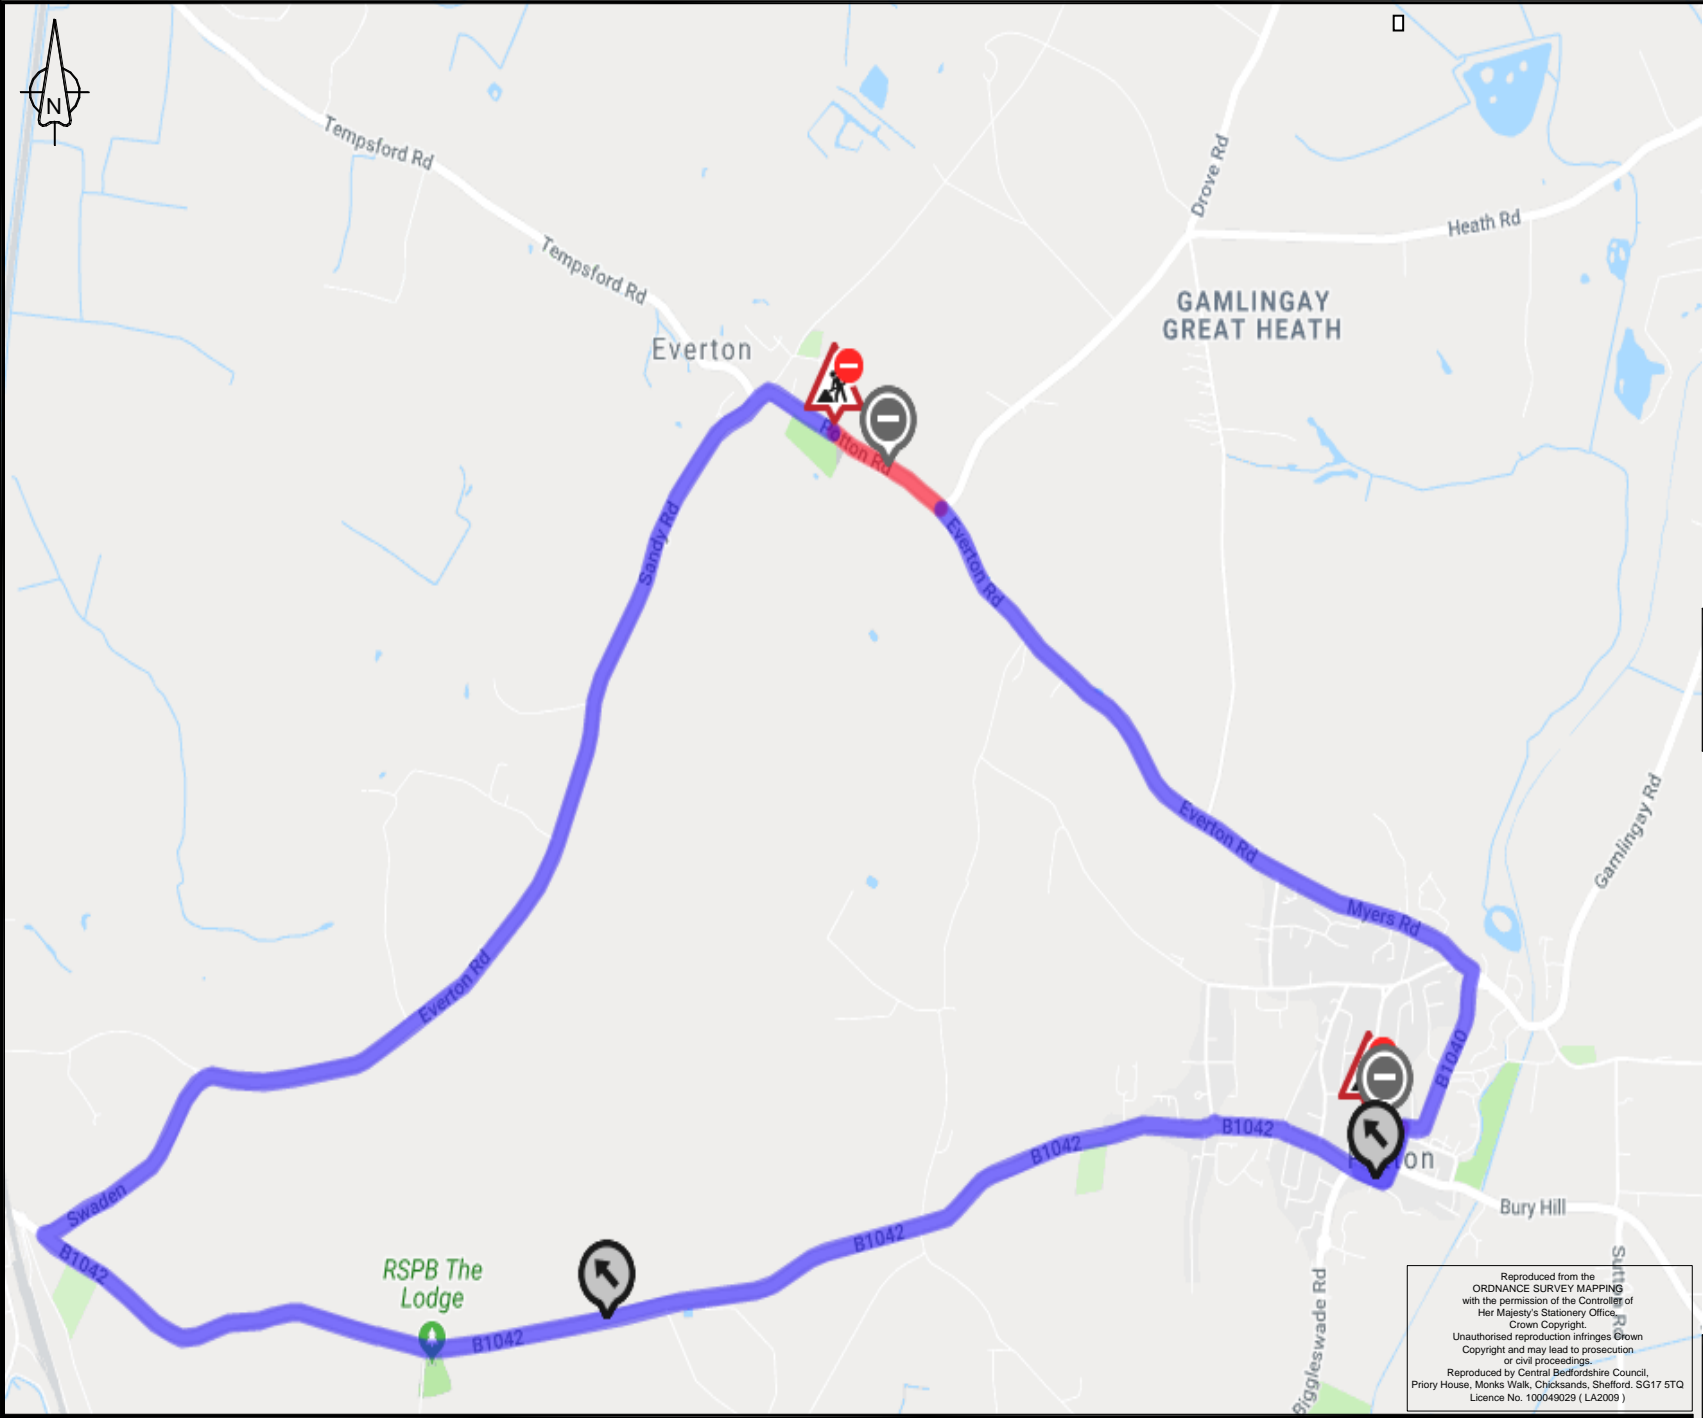 N
Tempsford Rd
Drove Rd
Heath Rd
Tempsford Rd
GAMLINGAY
GREAT HEATH
Everton
Potton Rd
Sandy Rd
Everton Rd
Everton Rd
Gamlingay Rd
Myers Rd
Everton Rd
B1040
B1042
B1042
Swaden
Bury Hill
B1042
B1042
RSPB The
Lodge
B1042
Biggleswade Rd
Sutton Rd
Reproduced from the
ORDNANCE SURVEY MAPPING
with the permission of the Controller of
Her Majesty's Stationery Office,
Crown Copyright.
Unauthorised reproduction infringes Crown
Copyright and may lead to prosecution
or civil proceedings.
Reproduced by Central Bedfordshire Council,
Priory House, Monks Walk, Chicksands, Shefford. SG17 5TQ
Licence No. 100049029 ( LA2009 )